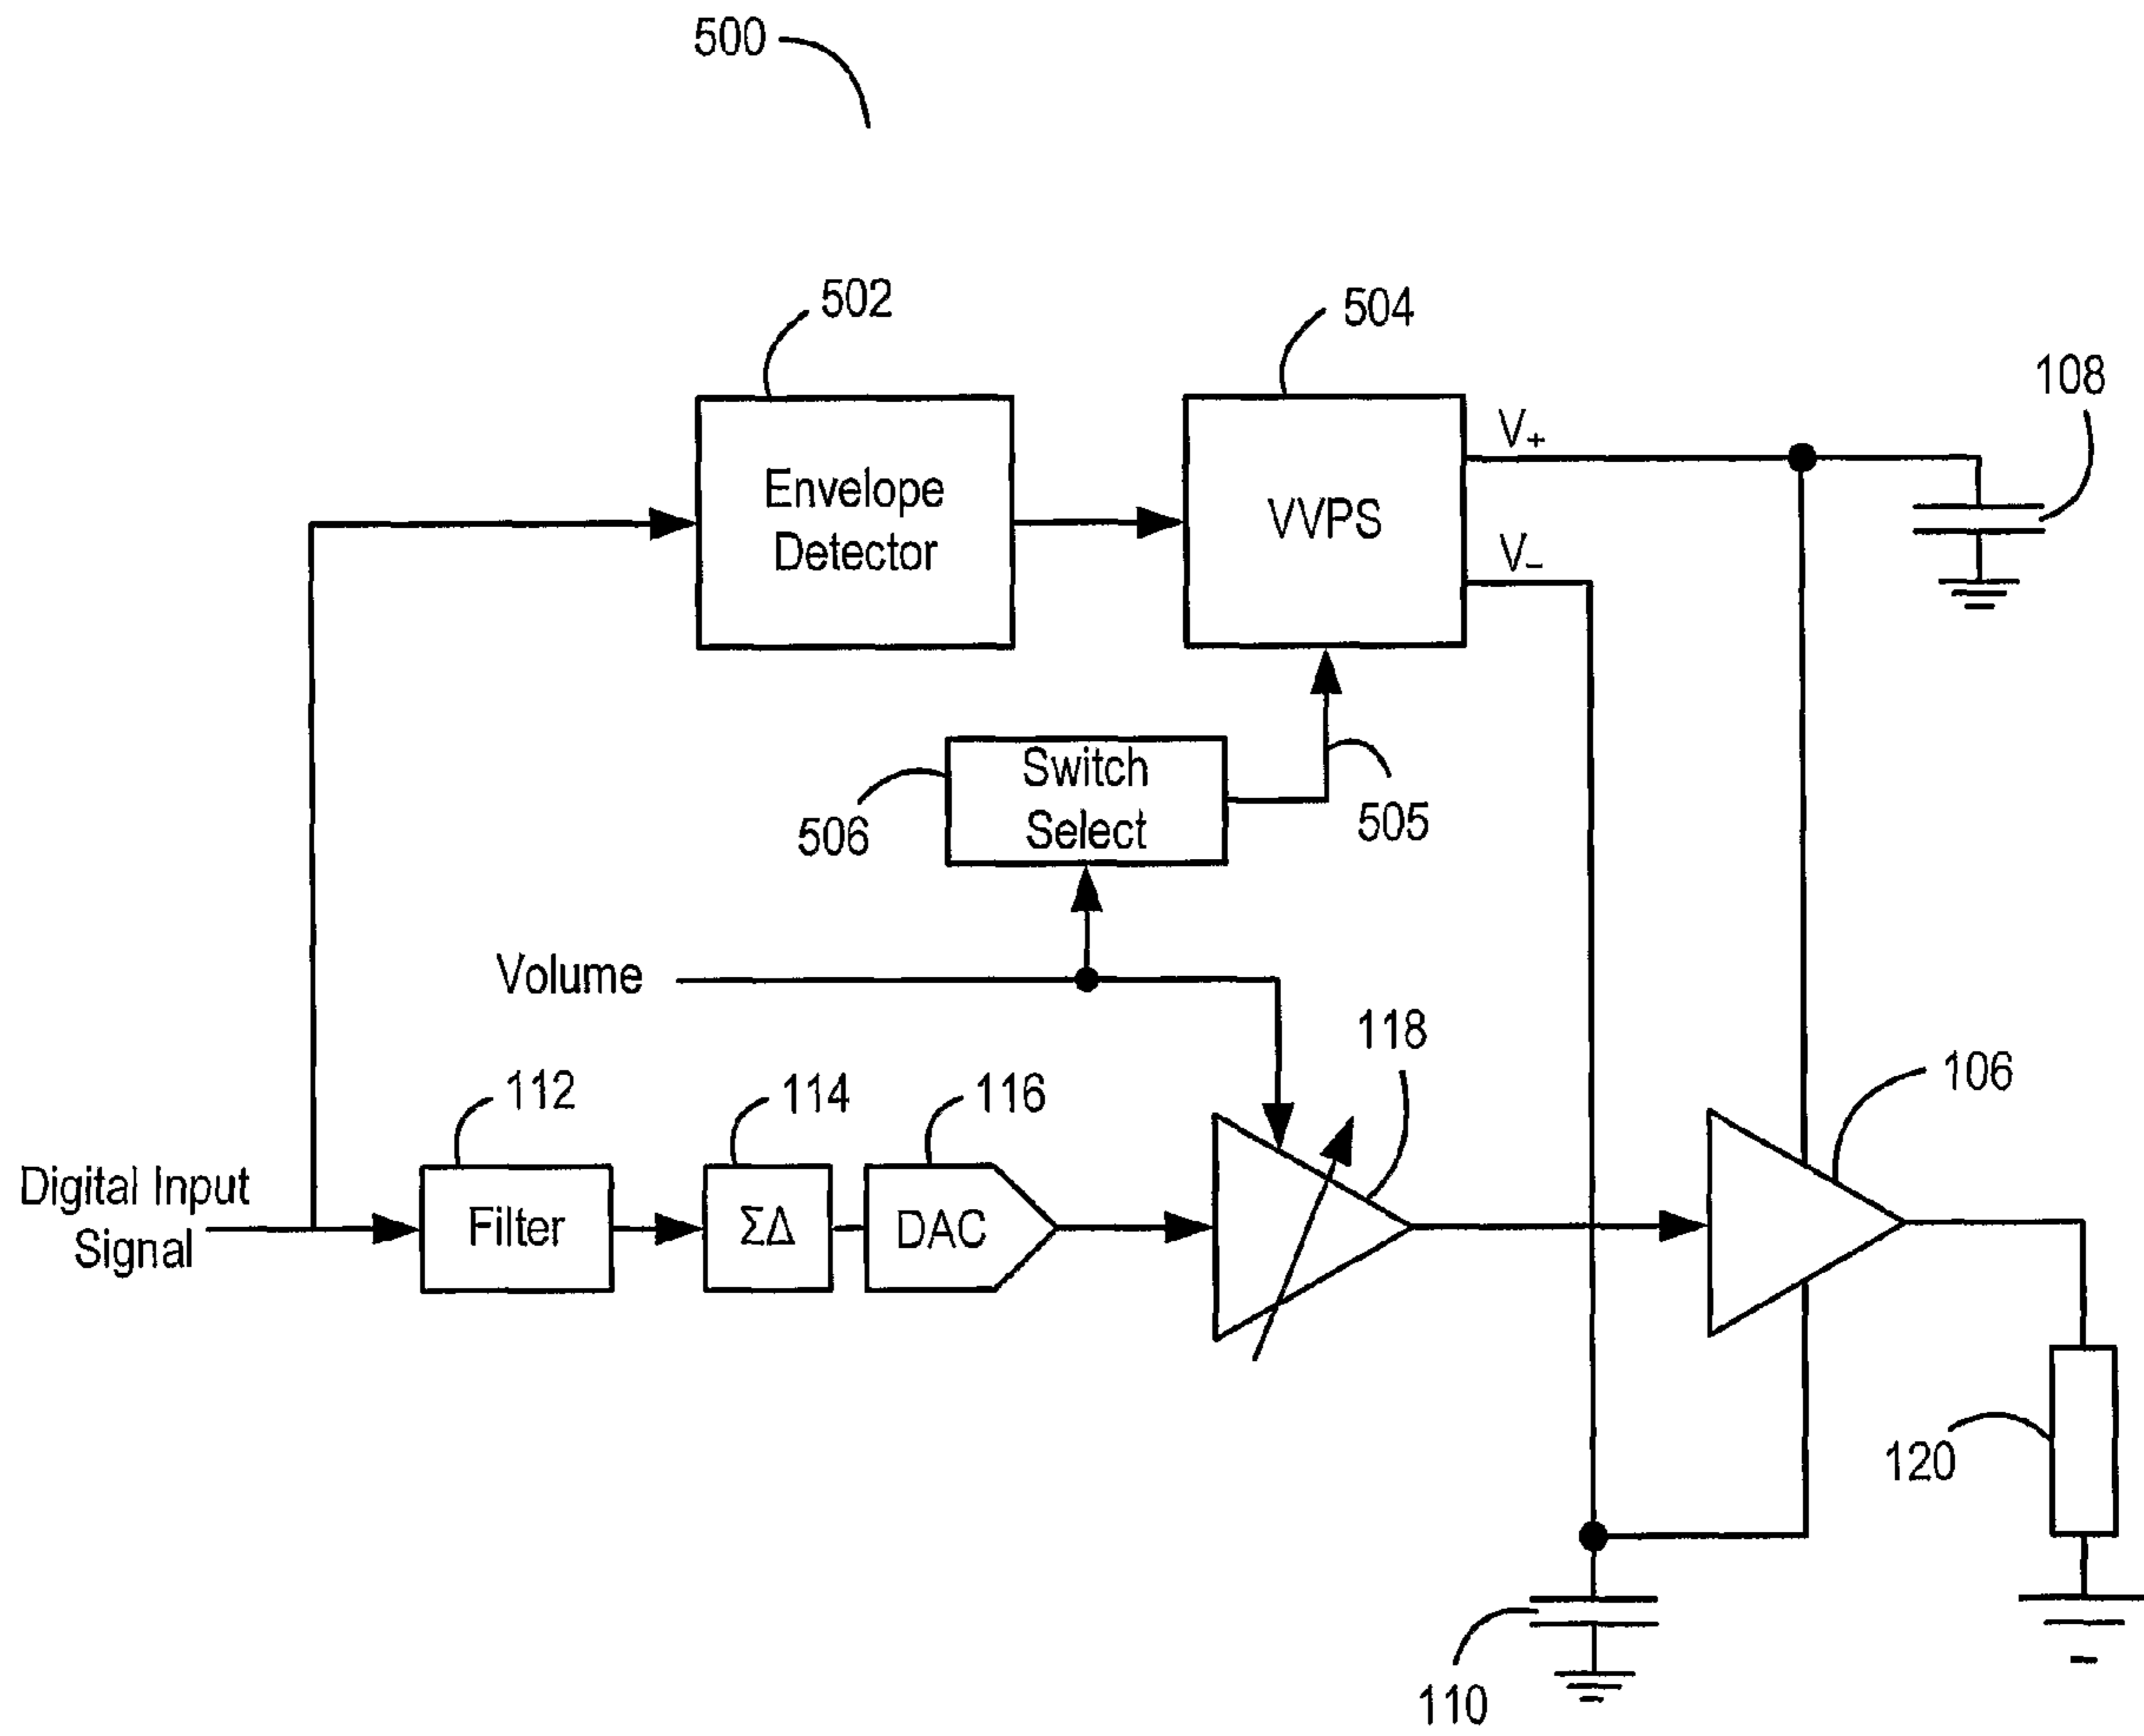 500
502
504
108
V+
Envelope
Detector
VVPS
V−
Switch
Select
506
505
Volume
118
112
114
116
106
Digital Input
Signal
Filter
ΣΔ
DAC
120
110